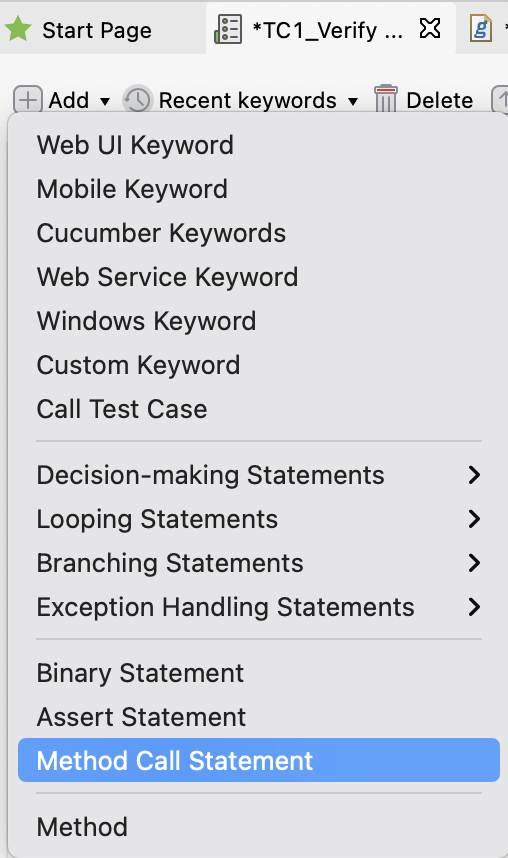 Start Page *TC1_Verify ... g
Add Recent keywords Delete
Web UI Keyword
Mobile Keyword
Cucumber Keywords
Web Service Keyword
Windows Keyword
Custom Keyword
Call Test Case
Decision-making Statements
Looping Statements
Branching Statements
Exception Handling Statements
Binary Statement
Assert Statement
Method Call Statement
Method